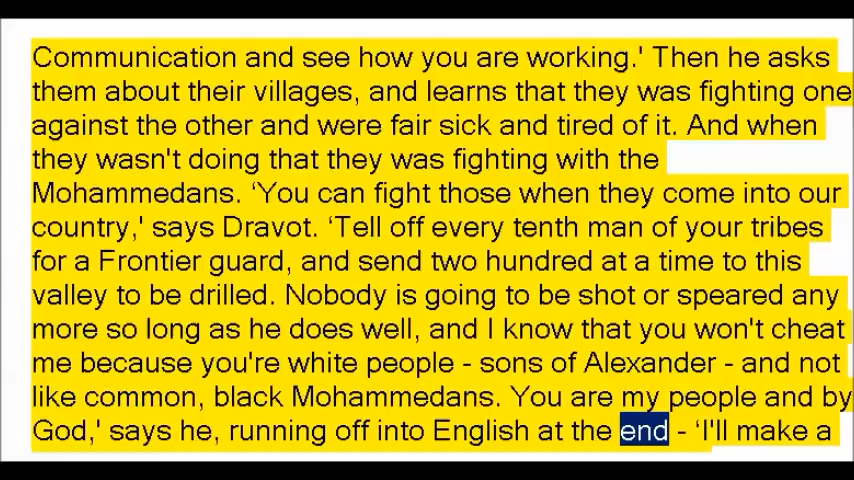 Communication and see how you are working.' Then he asks
them about their villages, and learns that they was fighting one
against the other and were fair sick and tired of it. And when
they wasn't doing that they was fighting with the
Mohammedans. ‘You can fight those when they come into our
country,' says Dravot. ‘Tell off every tenth man of your tribes
for a Frontier guard, and send two hundred at a time to this
valley to be drilled. Nobody is going to be shot or speared any
more so long as he does well, and I know that you won't cheat
me because you're white people - sons of Alexander - and not
like common, black Mohammedans. You are my people and by
God,' says he, running off into English at the end - ‘I'll make a